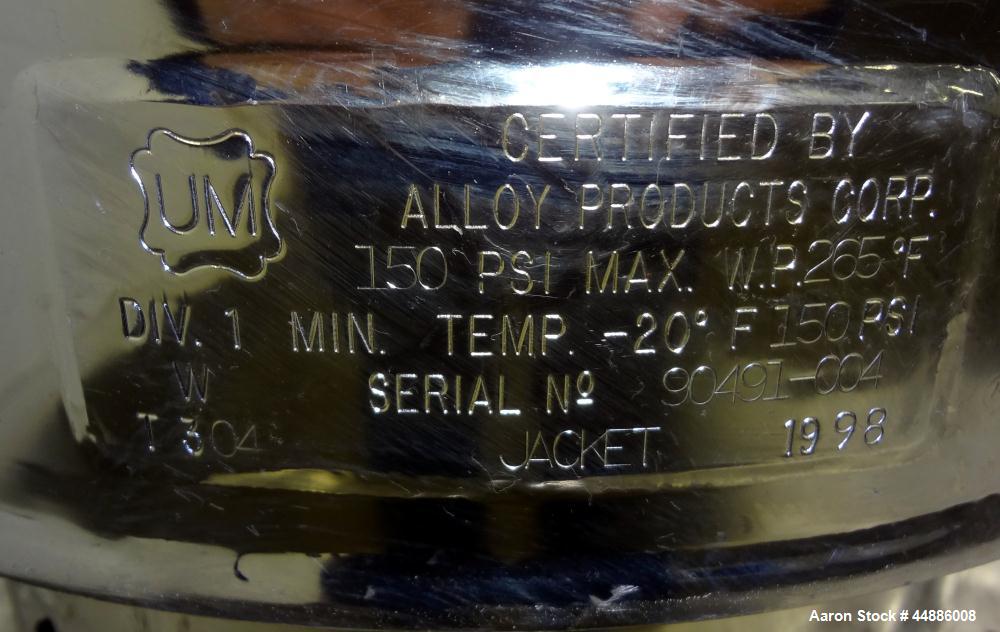 UM
CERTIFIED BY
ALLOY PRODUCTS CORP.
150 PSI MAX. W.P. 265°F
DIV. 1 MIN. TEMP. -20° F 150 PSI
W SERIAL Nº 90491-004
T 304 JACKET 1998
Aaron Stock # 44886008